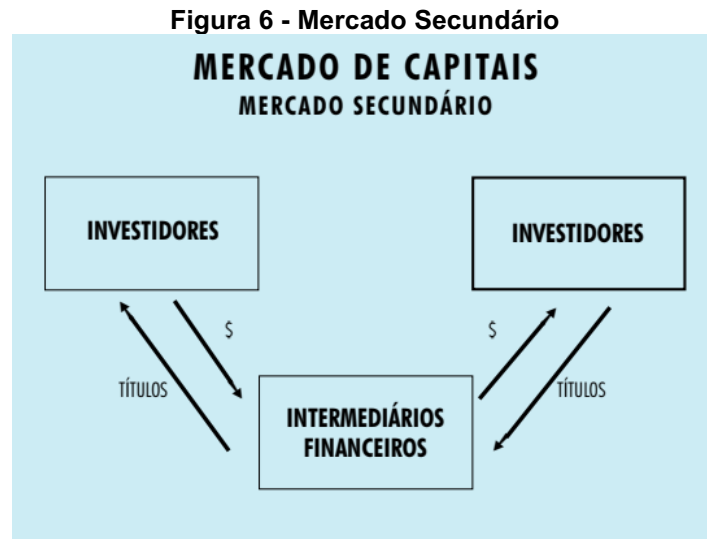 Figura 6 - Mercado Secundário
MERCADO DE CAPITAIS
MERCADO SECUNDÁRIO
INVESTIDORES
INVESTIDORES
$
$
TÍTULOS
TÍTULOS
INTERMEDIÁRIOS
FINANCEIROS